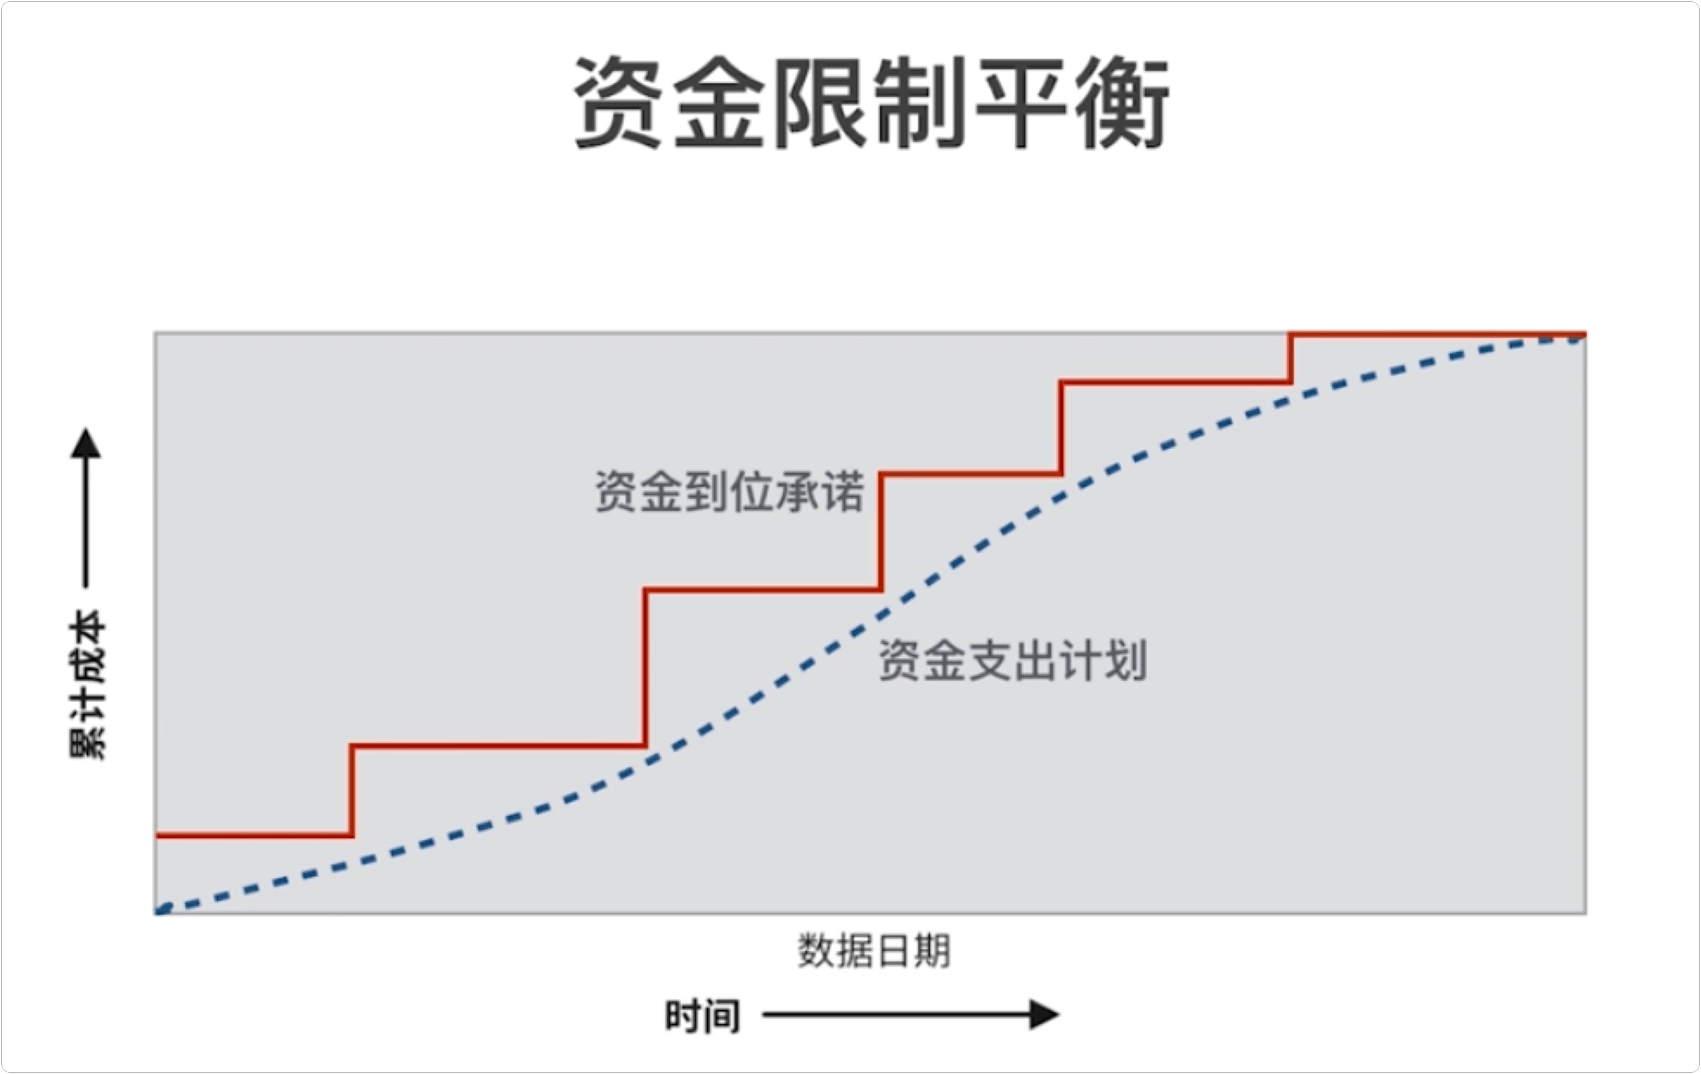 资金限制平衡
资金到位承诺
资金支出计划
累计成本
数据日期
时间